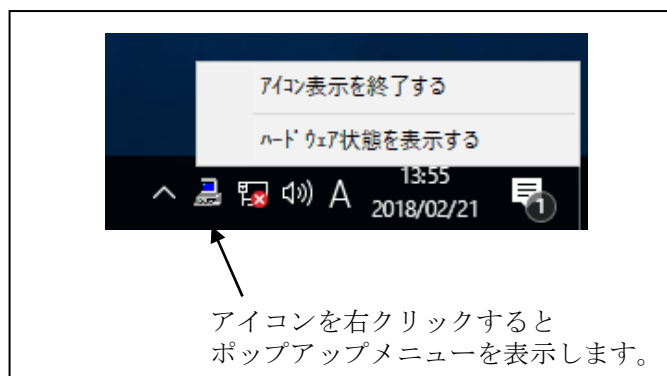 ｱｲｺﾝ表示を終了する
ﾊｰﾄﾞｳｪｱ状態を表示する
A
13:55
2018/02/21
1
アイコンを右クリックすると
ポップアップメニューを表示します。